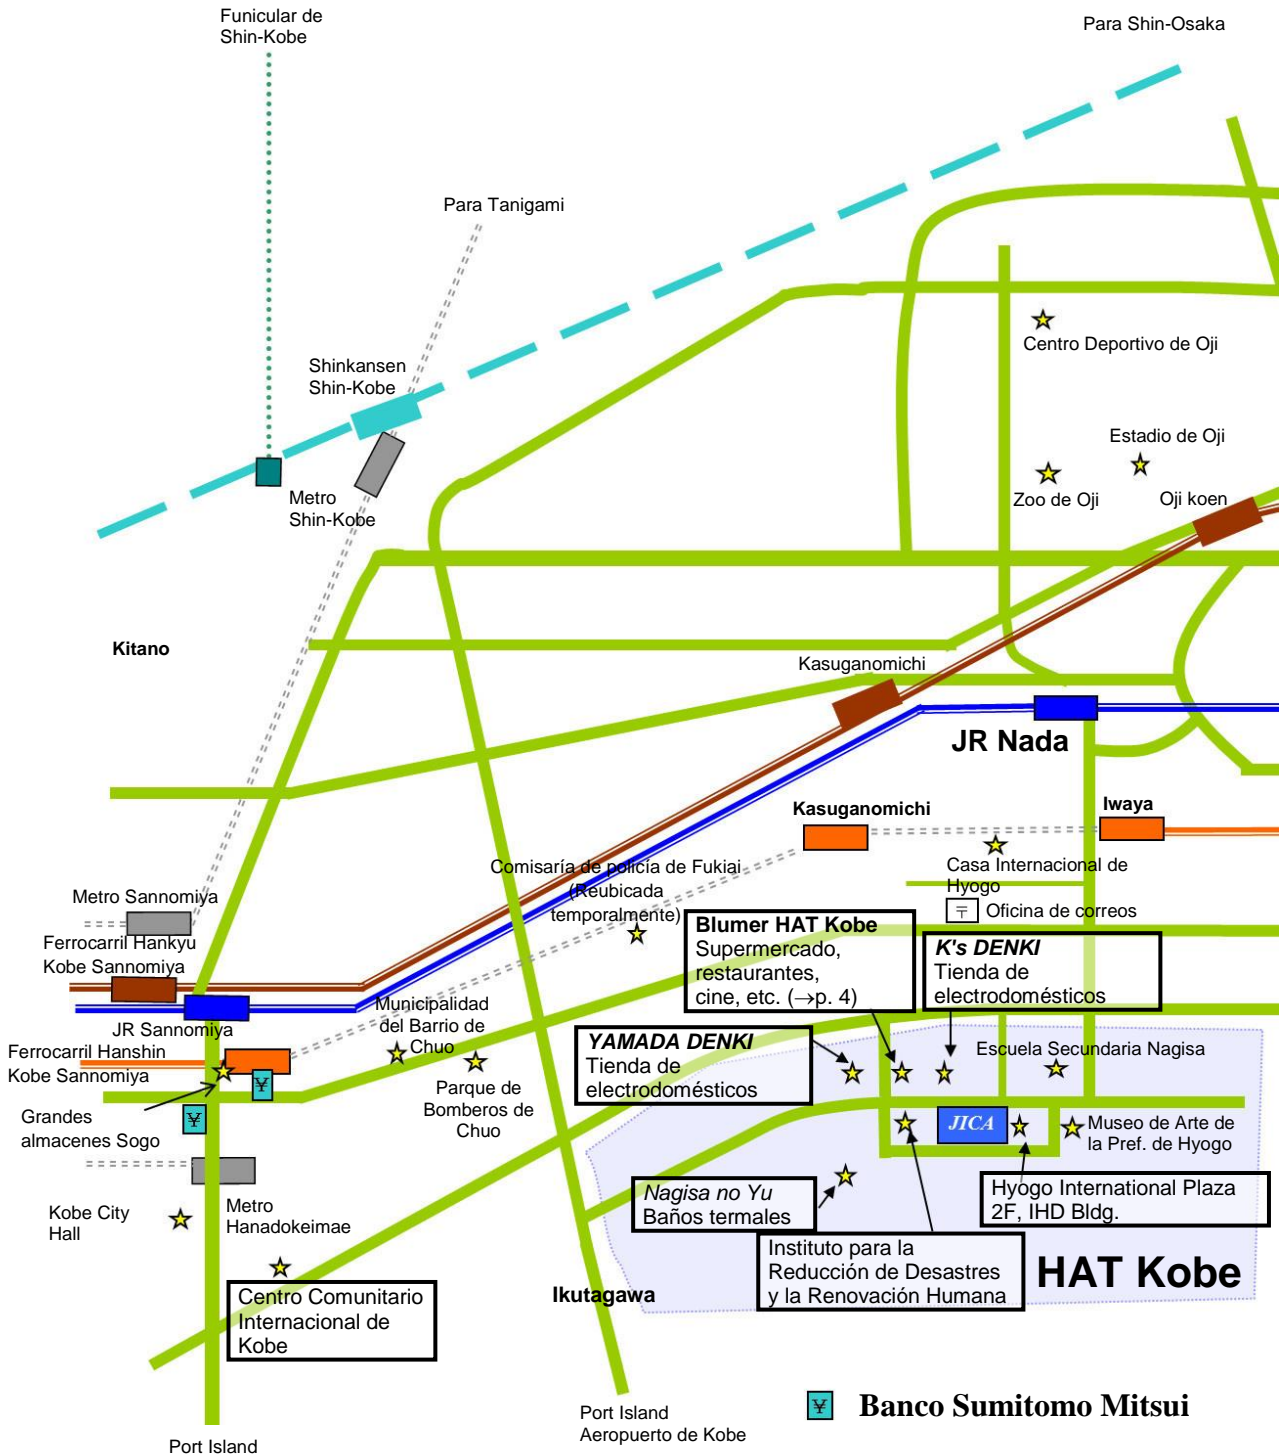 Funicular de
Shin-Kobe
Para Shin-Osaka
Para Tanigami
Centro Deportivo de Oji
Shinkansen
Shin-Kobe
Estadio de Oji
Zoo de Oji
Oji koen
Metro
Shin-Kobe
Kitano
Kasuganomichi
JR Nada
Kasuganomichi
Iwaya
Comisaría de policía de Fukiai
(Reubicada
temporalmente)
Casa Internacional de
Hyogo
〒 Oficina de correos
Metro Sannomiya
Ferrocarril Hankyu
Kobe Sannomiya
Blumer HAT Kobe
Supermercado,
restaurantes,
cine, etc. (→p. 4)
K's DENKI
Tienda de
electrodomésticos
JR Sannomiya
Municipalidad
del Barrio de
Chuo
Ferrocarril Hanshin
Kobe Sannomiya
YAMADA DENKI
Tienda de
electrodomésticos
Escuela Secundaria Nagisa
Parque de
Bomberos de
Chuo
¥
¥
Grandes
almacenes Sogo
JICA
Museo de Arte de
la Pref. de Hyogo
Nagisa no Yu
Baños termales
Hyogo International Plaza
2F, IHD Bldg.
Kobe City
Hall
Metro
Hanadokeimae
Instituto para la
Reducción de Desastres
y la Renovación Humana
HAT Kobe
Centro Comunitario
Internacional de
Kobe
Ikutagawa
¥ Banco Sumitomo Mitsui
Port Island
Aeropuerto de Kobe
Port Island